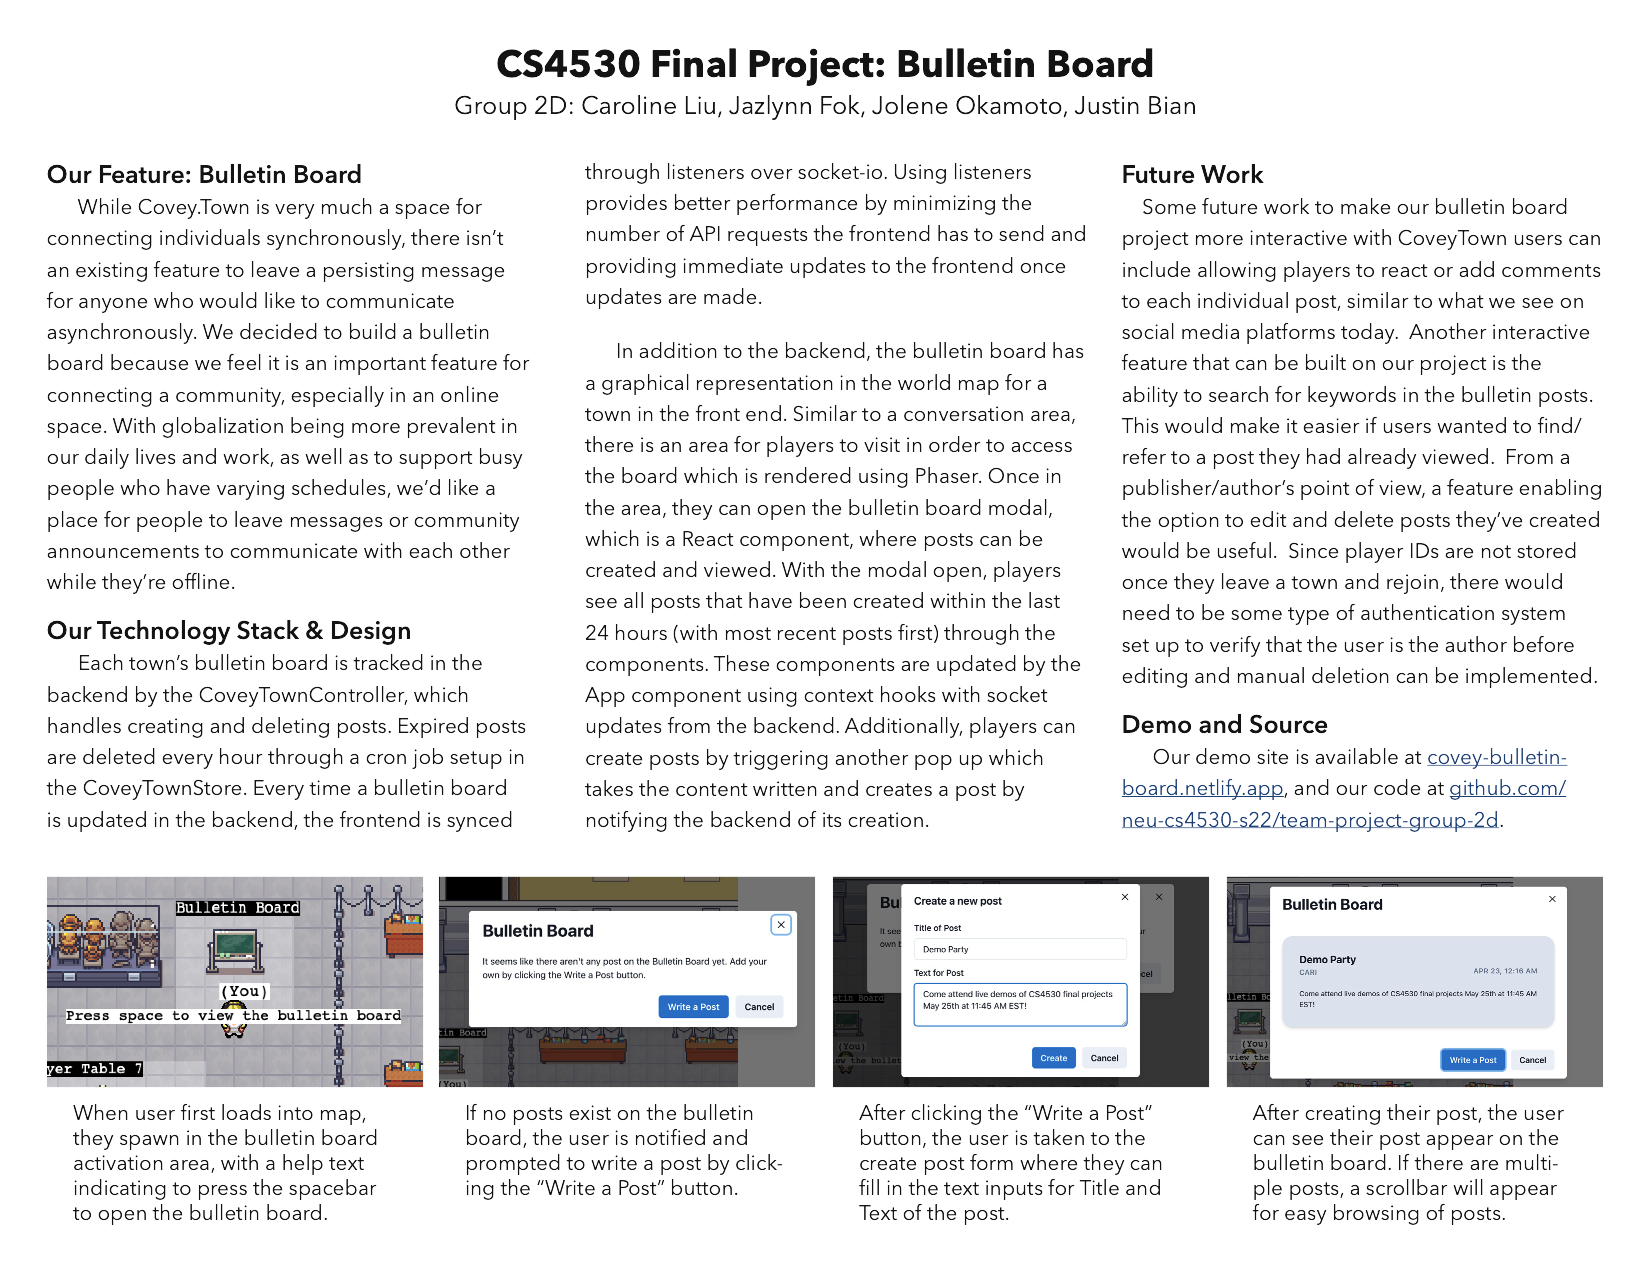 CS4530 Final Project: Bulletin Board
Group 2D: Caroline Liu, Jazlynn Fok, Jolene Okamoto, Justin Bian
Our Feature: Bulletin Board
While Covey.Town is very much a space for
connecting individuals synchronously, there isn’t
an existing feature to leave a persisting message
for anyone who would like to communicate
asynchronously. We decided to build a bulletin
board because we feel it is an important feature for
connecting a community, especially in an online
space. With globalization being more prevalent in
our daily lives and work, as well as to support busy
people who have varying schedules, we’d like a
place for people to leave messages or community
announcements to communicate with each other
while they’re offline.
Our Technology Stack & Design
Each town’s bulletin board is tracked in the
backend by the CoveyTownController, which
handles creating and deleting posts. Expired posts
are deleted every hour through a cron job setup in
the CoveyTownStore. Every time a bulletin board
is updated in the backend, the frontend is synced
through listeners over socket-io. Using listeners
provides better performance by minimizing the
number of API requests the frontend has to send and
providing immediate updates to the frontend once
updates are made.
In addition to the backend, the bulletin board has
a graphical representation in the world map for a
town in the front end. Similar to a conversation area,
there is an area for players to visit in order to access
the board which is rendered using Phaser. Once in
the area, they can open the bulletin board modal,
which is a React component, where posts can be
created and viewed. With the modal open, players
see all posts that have been created within the last
24 hours (with most recent posts first) through the
components. These components are updated by the
App component using context hooks with socket
updates from the backend. Additionally, players can
create posts by triggering another pop up which
takes the content written and creates a post by
notifying the backend of its creation.
Future Work
Some future work to make our bulletin board
project more interactive with CoveyTown users can
include allowing players to react or add comments
to each individual post, similar to what we see on
social media platforms today.  Another interactive
feature that can be built on our project is the
ability to search for keywords in the bulletin posts.
This would make it easier if users wanted to find/
refer to a post they had already viewed.  From a
publisher/author’s point of view, a feature enabling
the option to edit and delete posts they’ve created
would be useful.  Since player IDs are not stored
once they leave a town and rejoin, there would
need to be some type of authentication system
set up to verify that the user is the author before
editing and manual deletion can be implemented.
Demo and Source
Our demo site is available at covey-bulletin-
board.netlify.app, and our code at github.com/
neu-cs4530-s22/team-project-group-2d.
Bulletin Board
(You)
Press space to view the bulletin board
yer Table 7
When user first loads into map,
they spawn in the bulletin board
activation area, with a help text
indicating to press the spacebar
to open the bulletin board.
Bulletin Board
It seems like there aren't any post on the Bulletin Board yet. Add your
own by clicking the Write a Post button.
Write a Post
Cancel
in Board
(You)
If no posts exist on the bulletin
board, the user is notified and
prompted to write a post by click-
ing the “Write a Post” button.
Bu
It see
own b
cel
Create a new post
Title of Post
Demo Party
Text for Post
Come attend live demos of CS4530 final projects
May 25th at 11:45 AM EST!
Create
Cancel
letin Board
(You)
ew the bullet
After clicking the “Write a Post”
button, the user is taken to the
create post form where they can
fill in the text inputs for Title and
Text of the post.
Bulletin Board
Demo Party
CARI
APR 23, 12:16 AM
Come attend live demos of CS4530 final projects May 25th at 11:45 AM
EST!
Write a Post
Cancel
lletin Bo
(You)
view the
After creating their post, the user
can see their post appear on the
bulletin board. If there are multi-
ple posts, a scrollbar will appear
for easy browsing of posts.